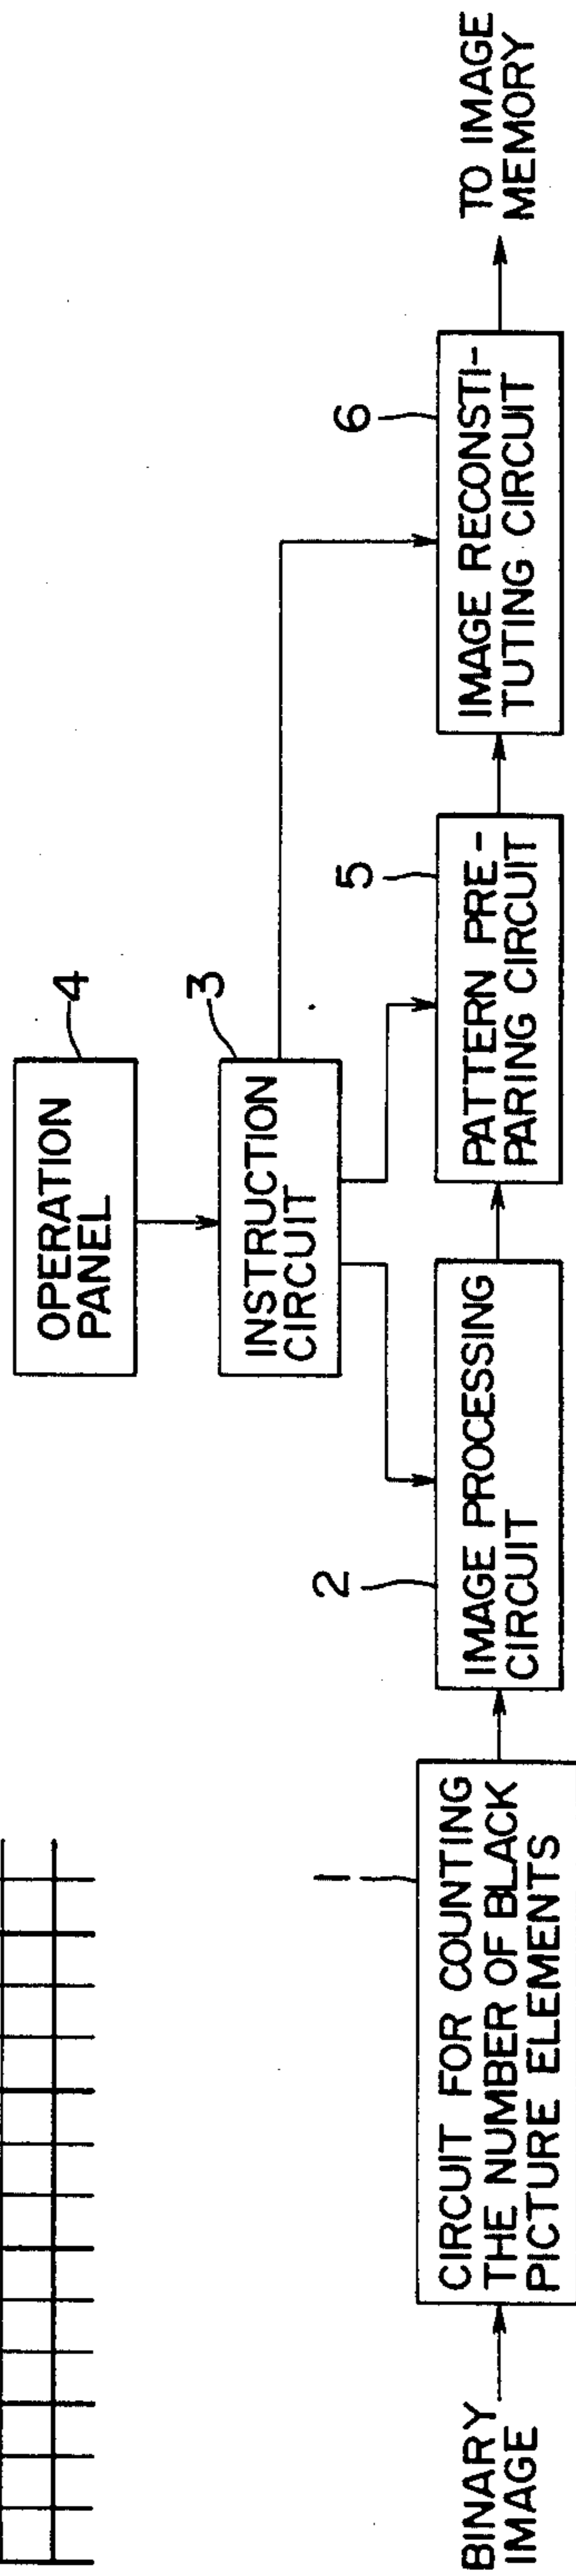 OPERATION
PANEL
4
INSTRUCTION
CIRCUIT
3
BINARY
IMAGE
CIRCUIT FOR COUNTING
THE NUMBER OF BLACK
PICTURE ELEMENTS
1
IMAGE PROCESSING
CIRCUIT
2
PATTERN PRE-
PARING CIRCUIT
5
IMAGE RECONSTI-
TUTING CIRCUIT
6
TO IMAGE
MEMORY